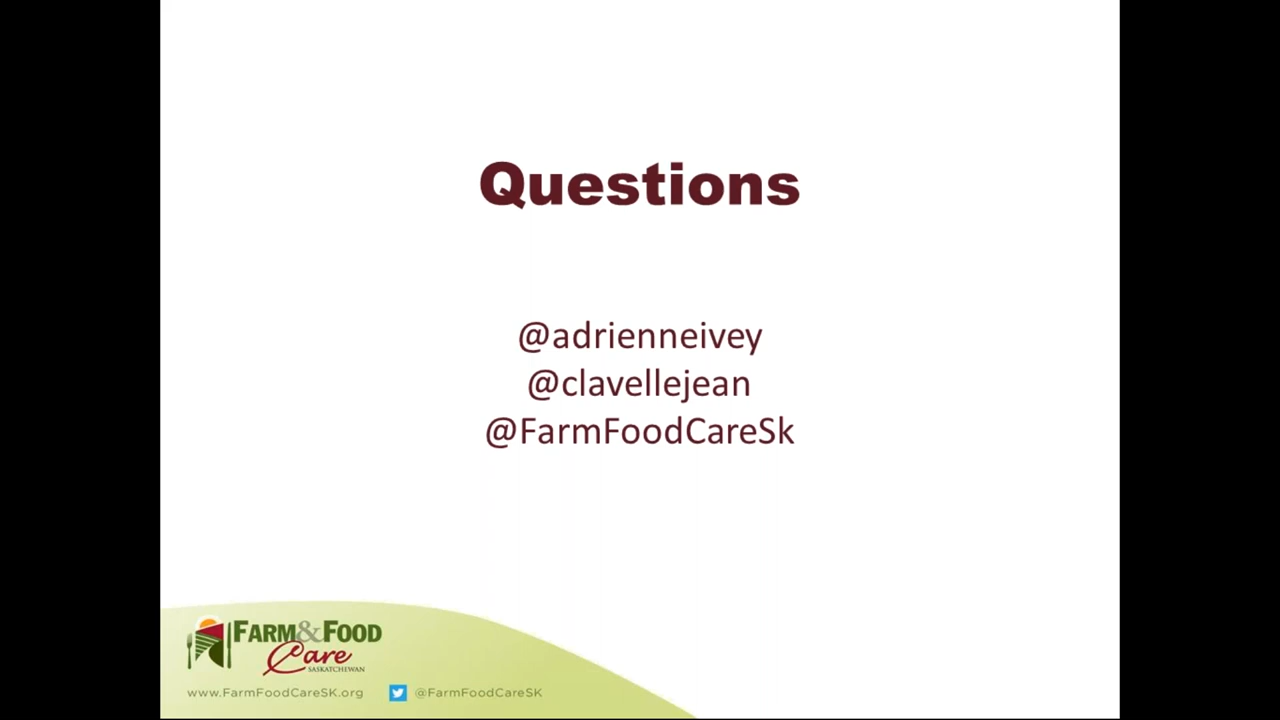 Questions
@adrienneivey
@clavellejean
@FarmFoodCareSk
FARM&FOOD
Care
SASKATCHEWAN
www.FarmFoodCareSK.org @FarmFoodCareSK